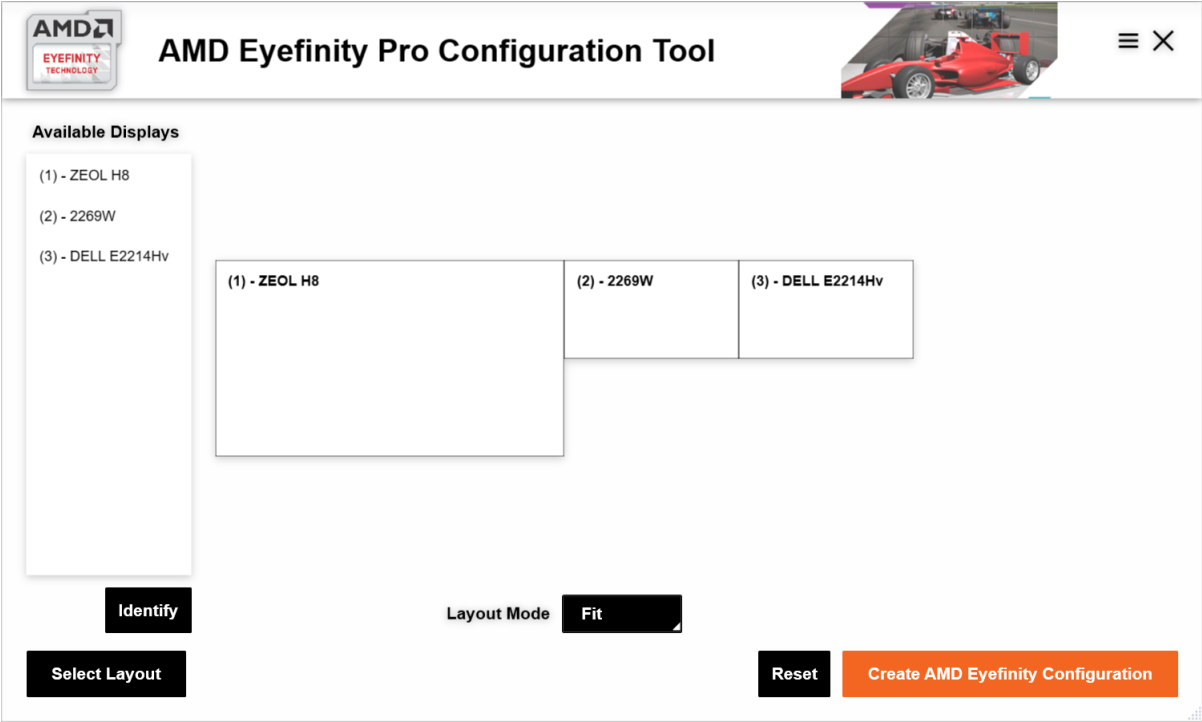 AMD
EYEFINITY
TECHNOLOGY
AMD Eyefinity Pro Configuration Tool
Available Displays
(1) - ZEOL H8
(2) - 2269W
(3) - DELL E2214Hv
(1) - ZEOL H8
(2) - 2269W
(3) - DELL E2214Hv
Identify
Layout Mode
Fit
Select Layout
Reset
Create AMD Eyefinity Configuration